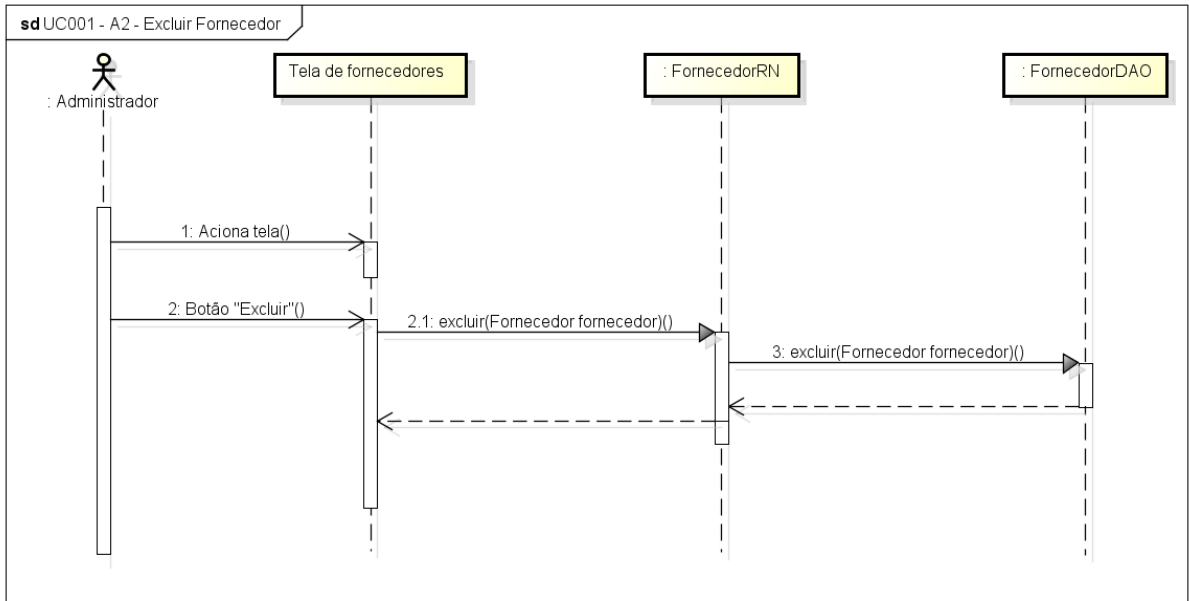 sd UC001 - A2 - Excluir Fornecedor
: Administrador
Tela de fornecedores
: FornecedorRN
: FornecedorDAO
1: Aciona tela()
2: Botão "Excluir"()
2.1: excluir(Fornecedor fornecedor)()
3: excluir(Fornecedor fornecedor)()